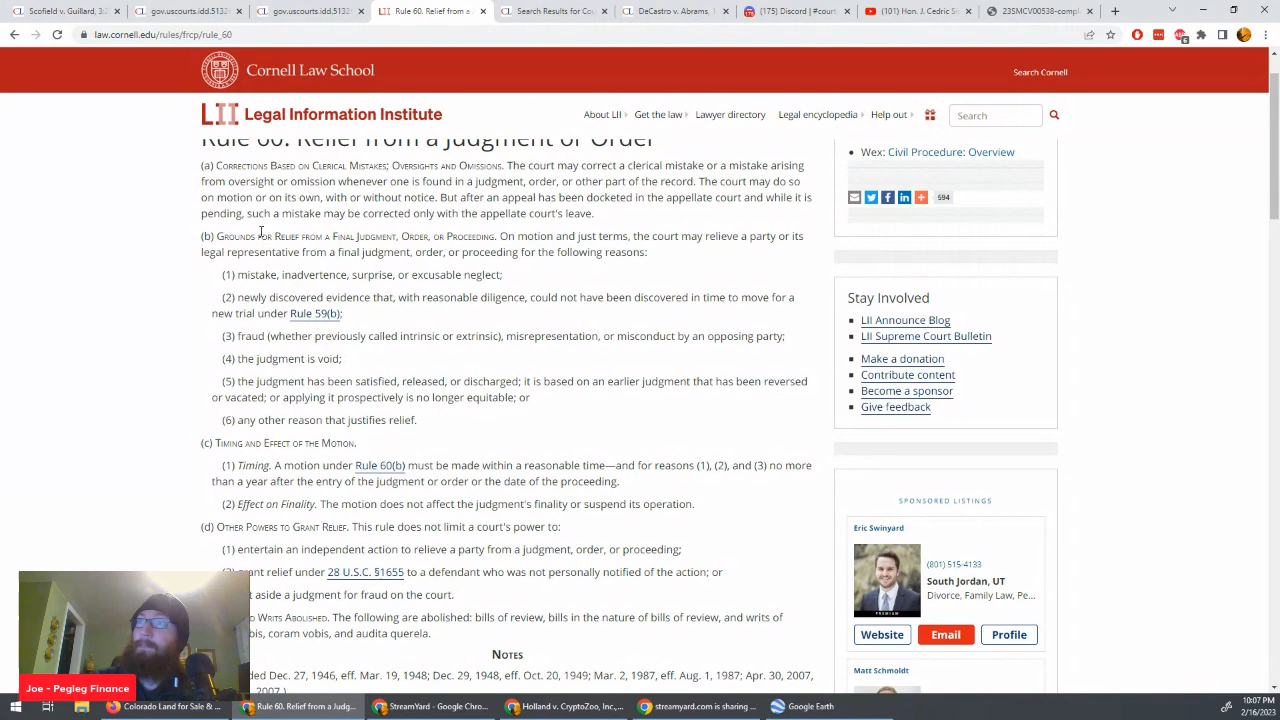 gov.uscourts.idd.5132
gov.uscourts.idd.5132
Rule 60. Relief from a J
Search Results for Cou
DeCastro v. Abrams, 1
(175) Discord | #court
(101) Hon. J. Cedric S
23SMCV00538-compl
Scofield v. Guillard, 3:
law.cornell.edu/rules/frcp/rule_60
Cornell Law School
Search Cornell
LII Legal Information Institute
About LII Get the law Lawyer directory Legal encyclopedia Help out
Search
Rule 60. Relief from a Judgment or Order
(a) Corrections Based on Clerical Mistakes; Oversights and Omissions. The court may correct a clerical mistake or a mistake arising
from oversight or omission whenever one is found in a judgment, order, or other part of the record. The court may do so
on motion or on its own, with or without notice. But after an appeal has been docketed in the appellate court and while it is
pending, such a mistake may be corrected only with the appellate court's leave.
(b) Grounds for Relief from a Final Judgment, Order, or Proceeding. On motion and just terms, the court may relieve a party or its
legal representative from a final judgment, order, or proceeding for the following reasons:
(1) mistake, inadvertence, surprise, or excusable neglect;
(2) newly discovered evidence that, with reasonable diligence, could not have been discovered in time to move for a
new trial under Rule 59(b);
(3) fraud (whether previously called intrinsic or extrinsic), misrepresentation, or misconduct by an opposing party;
(4) the judgment is void;
(5) the judgment has been satisfied, released, or discharged; it is based on an earlier judgment that has been reversed
or vacated; or applying it prospectively is no longer equitable; or
(6) any other reason that justifies relief.
(c) Timing and Effect of the Motion.
(1) Timing. A motion under Rule 60(b) must be made within a reasonable time—and for reasons (1), (2), and (3) no more
than a year after the entry of the judgment or order or the date of the proceeding.
(2) Effect on Finality. The motion does not affect the judgment's finality or suspend its operation.
(d) Other Powers to Grant Relief. This rule does not limit a court's power to:
(1) entertain an independent action to relieve a party from a judgment, order, or proceeding;
grant relief under 28 U.S.C. §1655 to a defendant who was not personally notified of the action; or
aside a judgment for fraud on the court.
Writs Abolished. The following are abolished: bills of review, bills in the nature of bills of review, and writs of
coram vobis, and audita querela.
Notes
Dec. 27, 1946, eff. Mar. 19, 1948; Dec. 29, 1948, eff. Oct. 20, 1949; Mar. 2, 1987, eff. Aug. 1, 1987; Apr. 30, 2007,
2007.)
Wex: Civil Procedure: Overview
594
Stay Involved
LII Announce Blog
LII Supreme Court Bulletin
Make a donation
Contribute content
Become a sponsor
Give feedback
SPONSORED LISTINGS
Eric Swinyard
(801) 515-4133
South Jordan, UT
Divorce, Family Law, Pe...
PREMIUM
Website Email Profile
Matt Schmoldt
Joe - Pegleg Finance
Colorado Land for Sale & ...
Rule 60. Relief from a Judg...
StreamYard - Google Chro...
Holland v. CryptoZoo, Inc.,...
streamyard.com is sharing ...
Google Earth
10:07 PM
2/16/2023